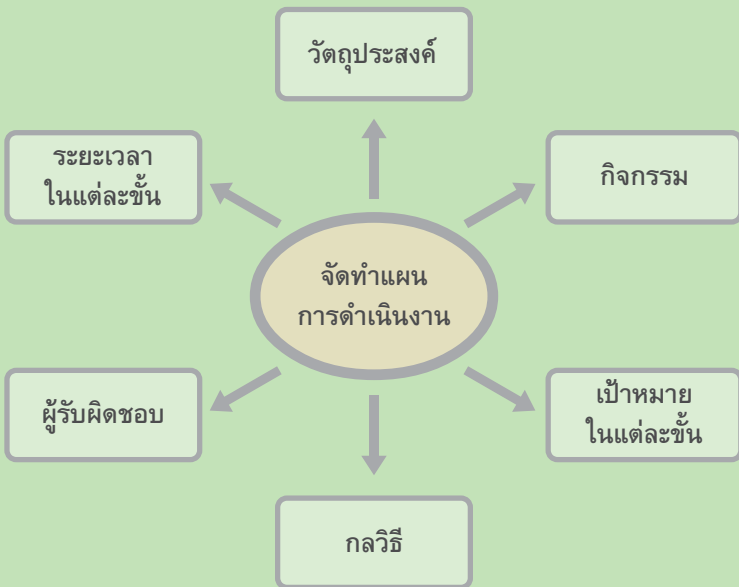 วัตถุประสงค์
ระยะเวลา
ในแต่ละขั้น
กิจกรรม
จัดทำแผน
การดำเนินงาน
ผู้รับผิดชอบ
เป้าหมาย
ในแต่ละขั้น
กลวิธี